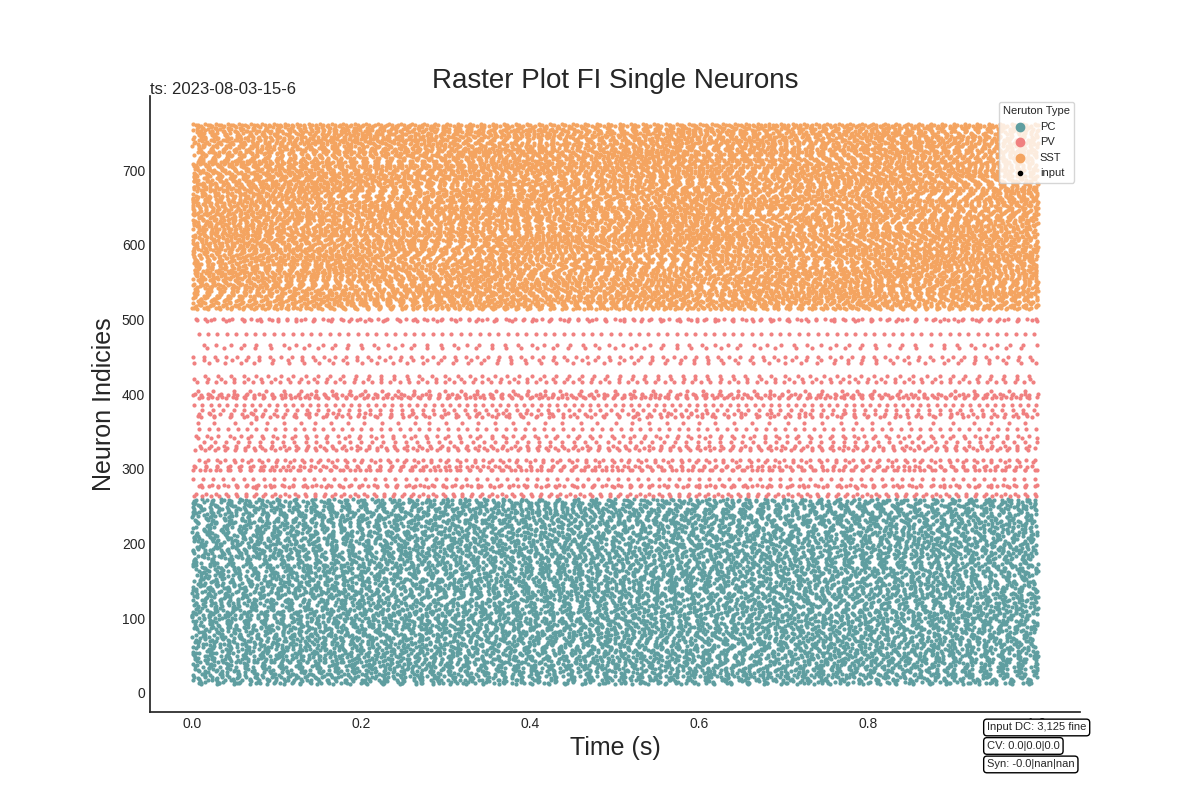 Raster Plot FI Single Neurons
ts: 2023-08-03-15-6
Neruton Type
PC
PV
SST
input
Neuron Indicies
700
600
500
400
300
200
100
0
0.0 0.2 0.4 0.6 0.8
Time (s)
Input DC: 3,125 fine
CV: 0.0|0.0|0.0
Syn: -0.0|nan|nan